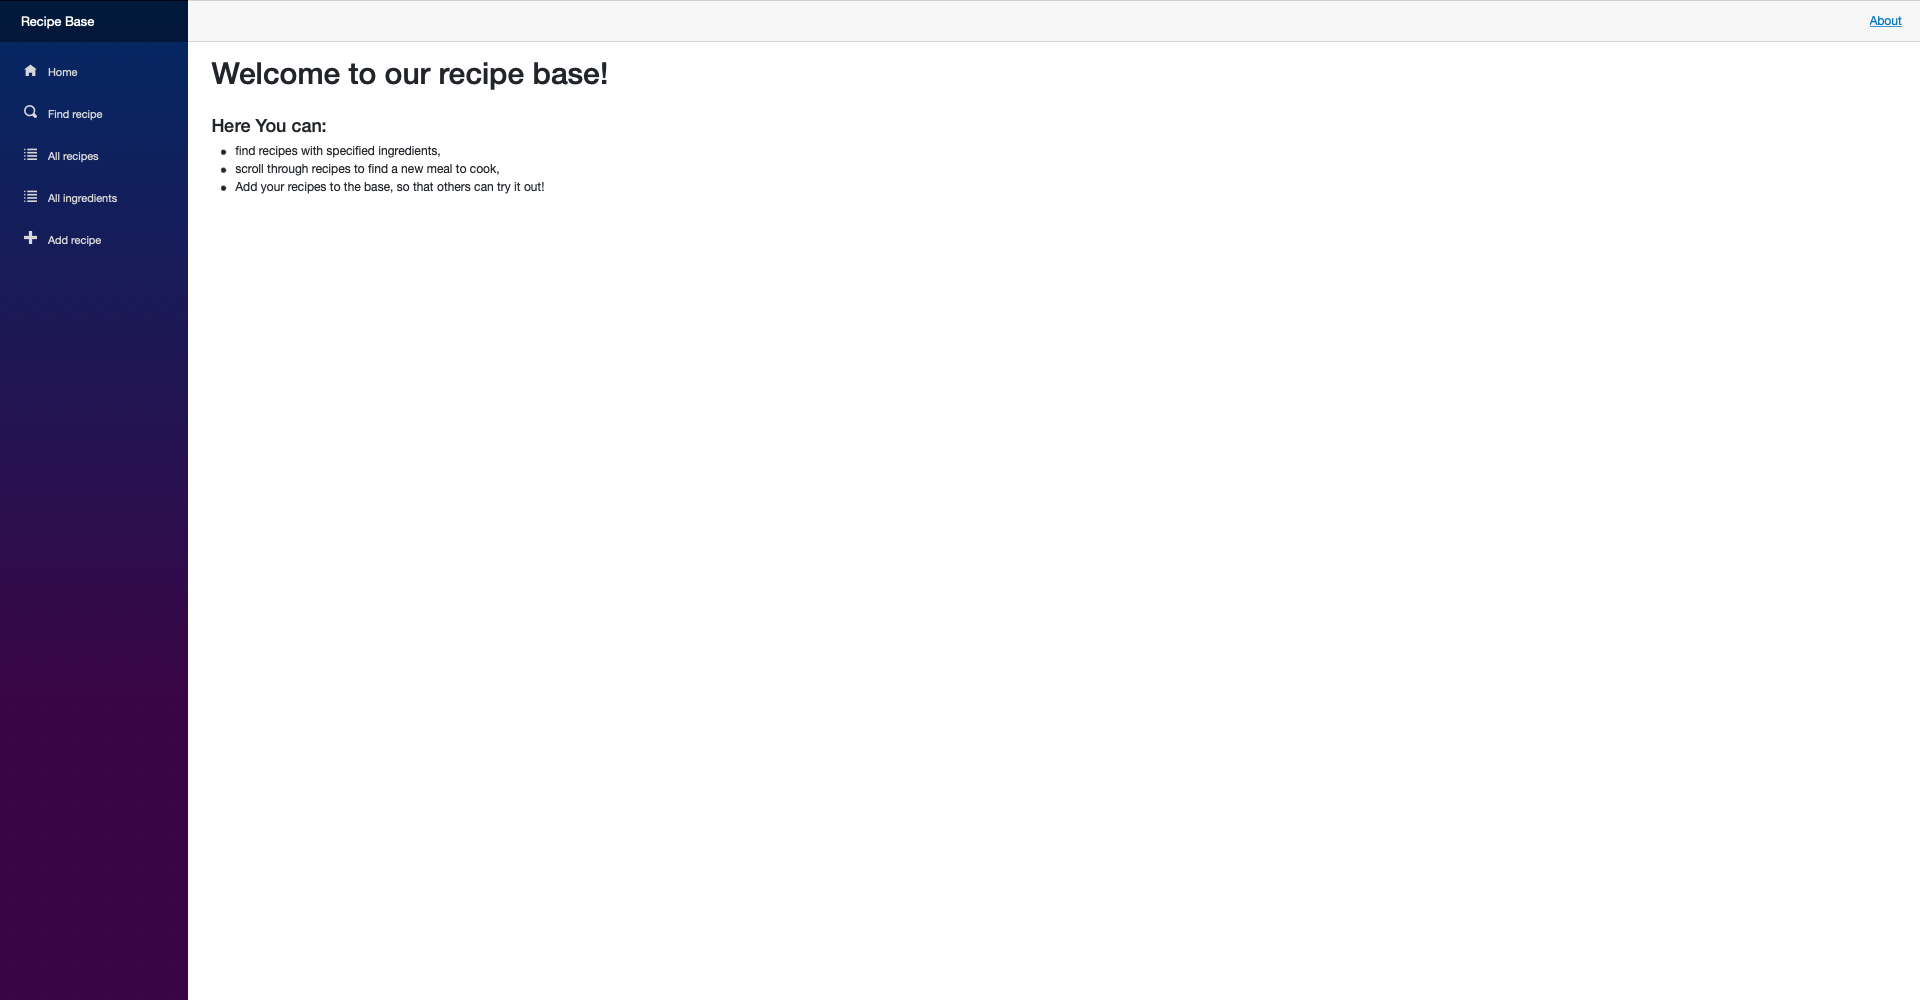 Recipe Base
About
Home
Find recipe
All recipes
All ingredients
Add recipe
Welcome to our recipe base!
Here You can:
find recipes with specified ingredients,
scroll through recipes to find a new meal to cook,
Add your recipes to the base, so that others can try it out!